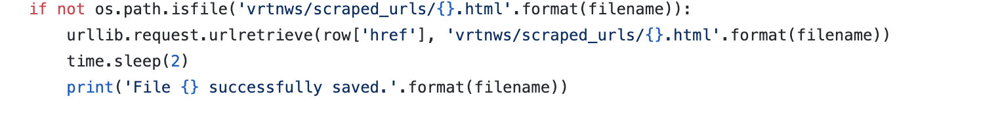 if not os.path.isfile('vrtnws/scraped_urls/{}.html'.format(filename)):
    urllib.request.urlretrieve(row['href'], 'vrtnws/scraped_urls/{}.html'.format(filename))
    time.sleep(2)
    print('File {} successfully saved.'.format(filename))